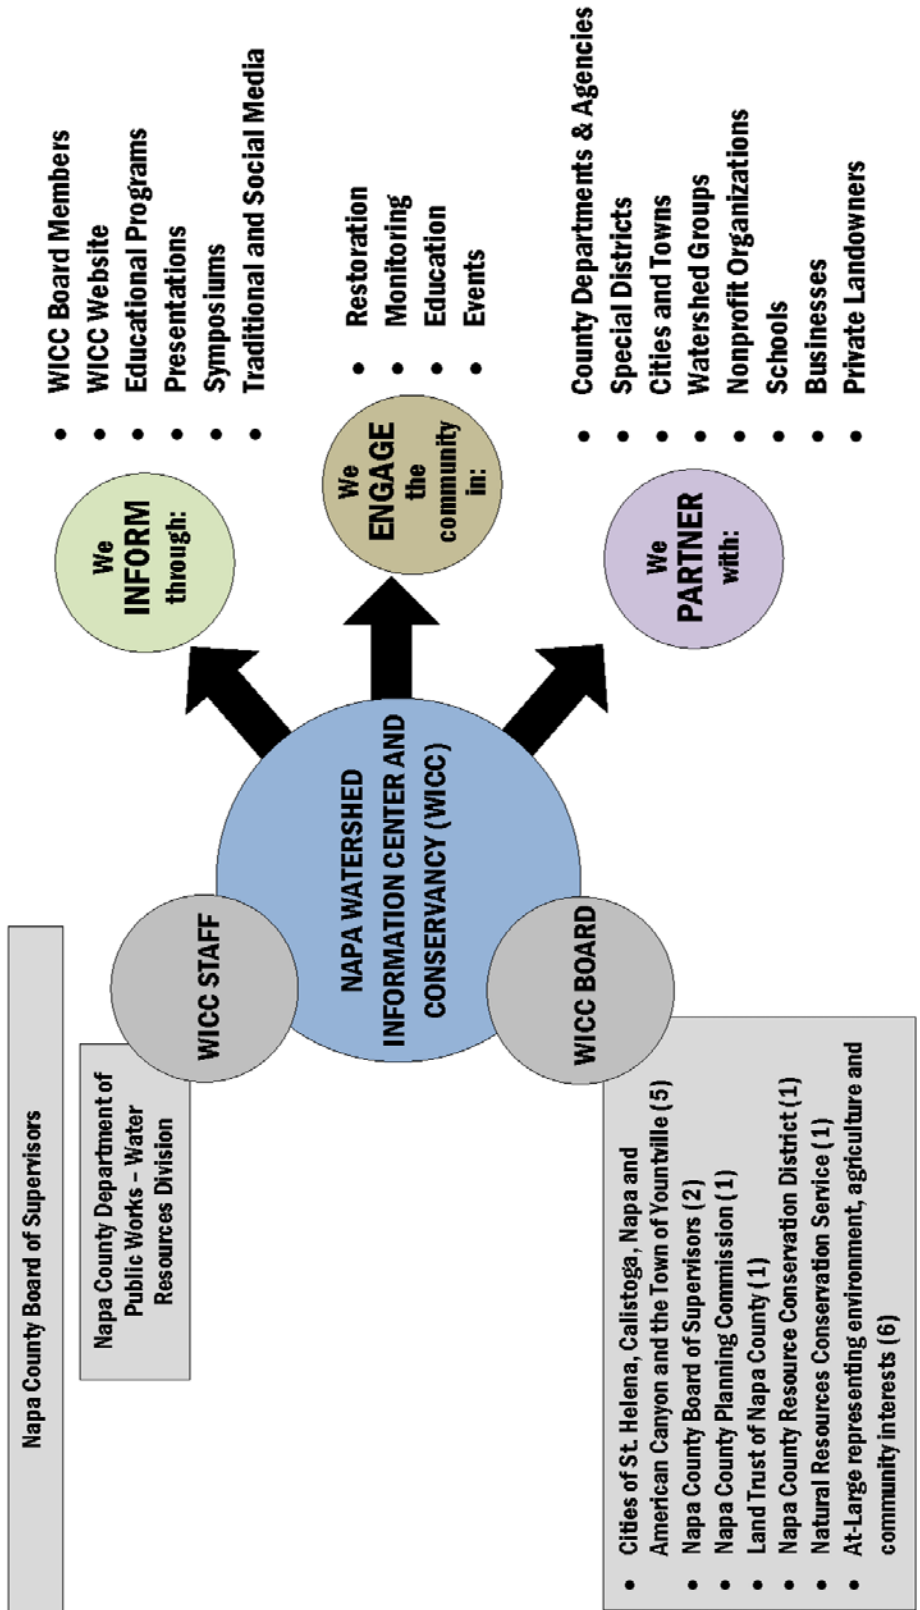 Napa County Board of Supervisors
Napa County Department of
Public Works – Water
Resources Division
WICC STAFF
NAPA WATERSHED
INFORMATION CENTER AND
CONSERVANCY (WICC)
WICC BOARD
• Cities of St. Helena, Calistoga, Napa and
American Canyon and the Town of Yountville (5)
• Napa County Board of Supervisors (2)
• Napa County Planning Commission (1)
• Land Trust of Napa County (1)
• Napa County Resource Conservation District (1)
• Natural Resources Conservation Service (1)
• At-Large representing environment, agriculture and
community interests (6)
We
INFORM
through:
• WICC Board Members
• WICC Website
• Educational Programs
• Presentations
• Symposiums
• Traditional and Social Media
We
ENGAGE
the
community
in:
• Restoration
• Monitoring
• Education
• Events
We
PARTNER
with:
• County Departments & Agencies
• Special Districts
• Cities and Towns
• Watershed Groups
• Nonprofit Organizations
• Schools
• Businesses
• Private Landowners